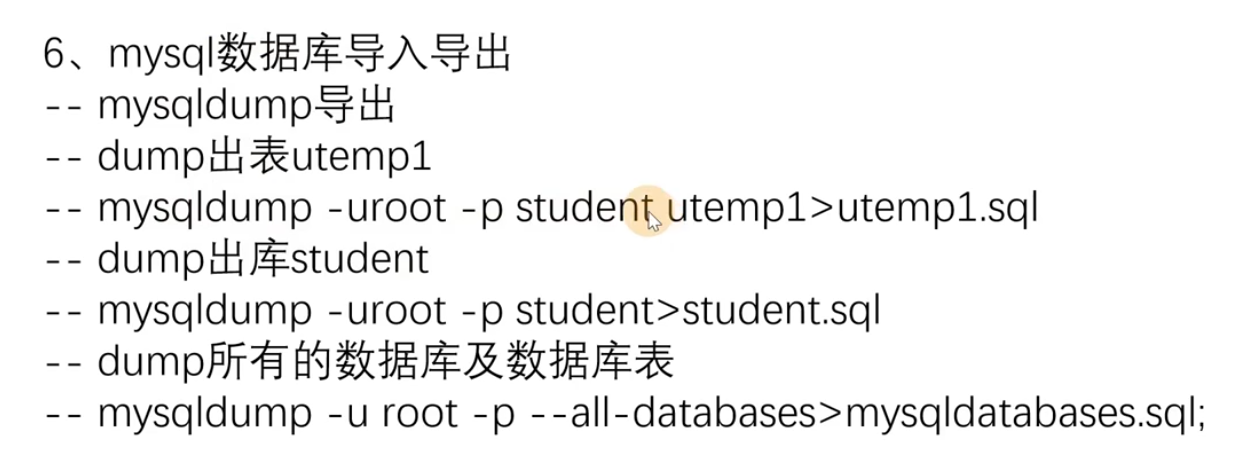 6、mysql数据库导入导出
-- mysqldump导出
-- dump出表utemp1
-- mysqldump -uroot -p student utemp1>utemp1.sql
-- dump出库student
-- mysqldump -uroot -p student>student.sql
-- dump所有的数据库及数据库表
-- mysqldump -u root -p --all-databases>mysqldatabases.sql;